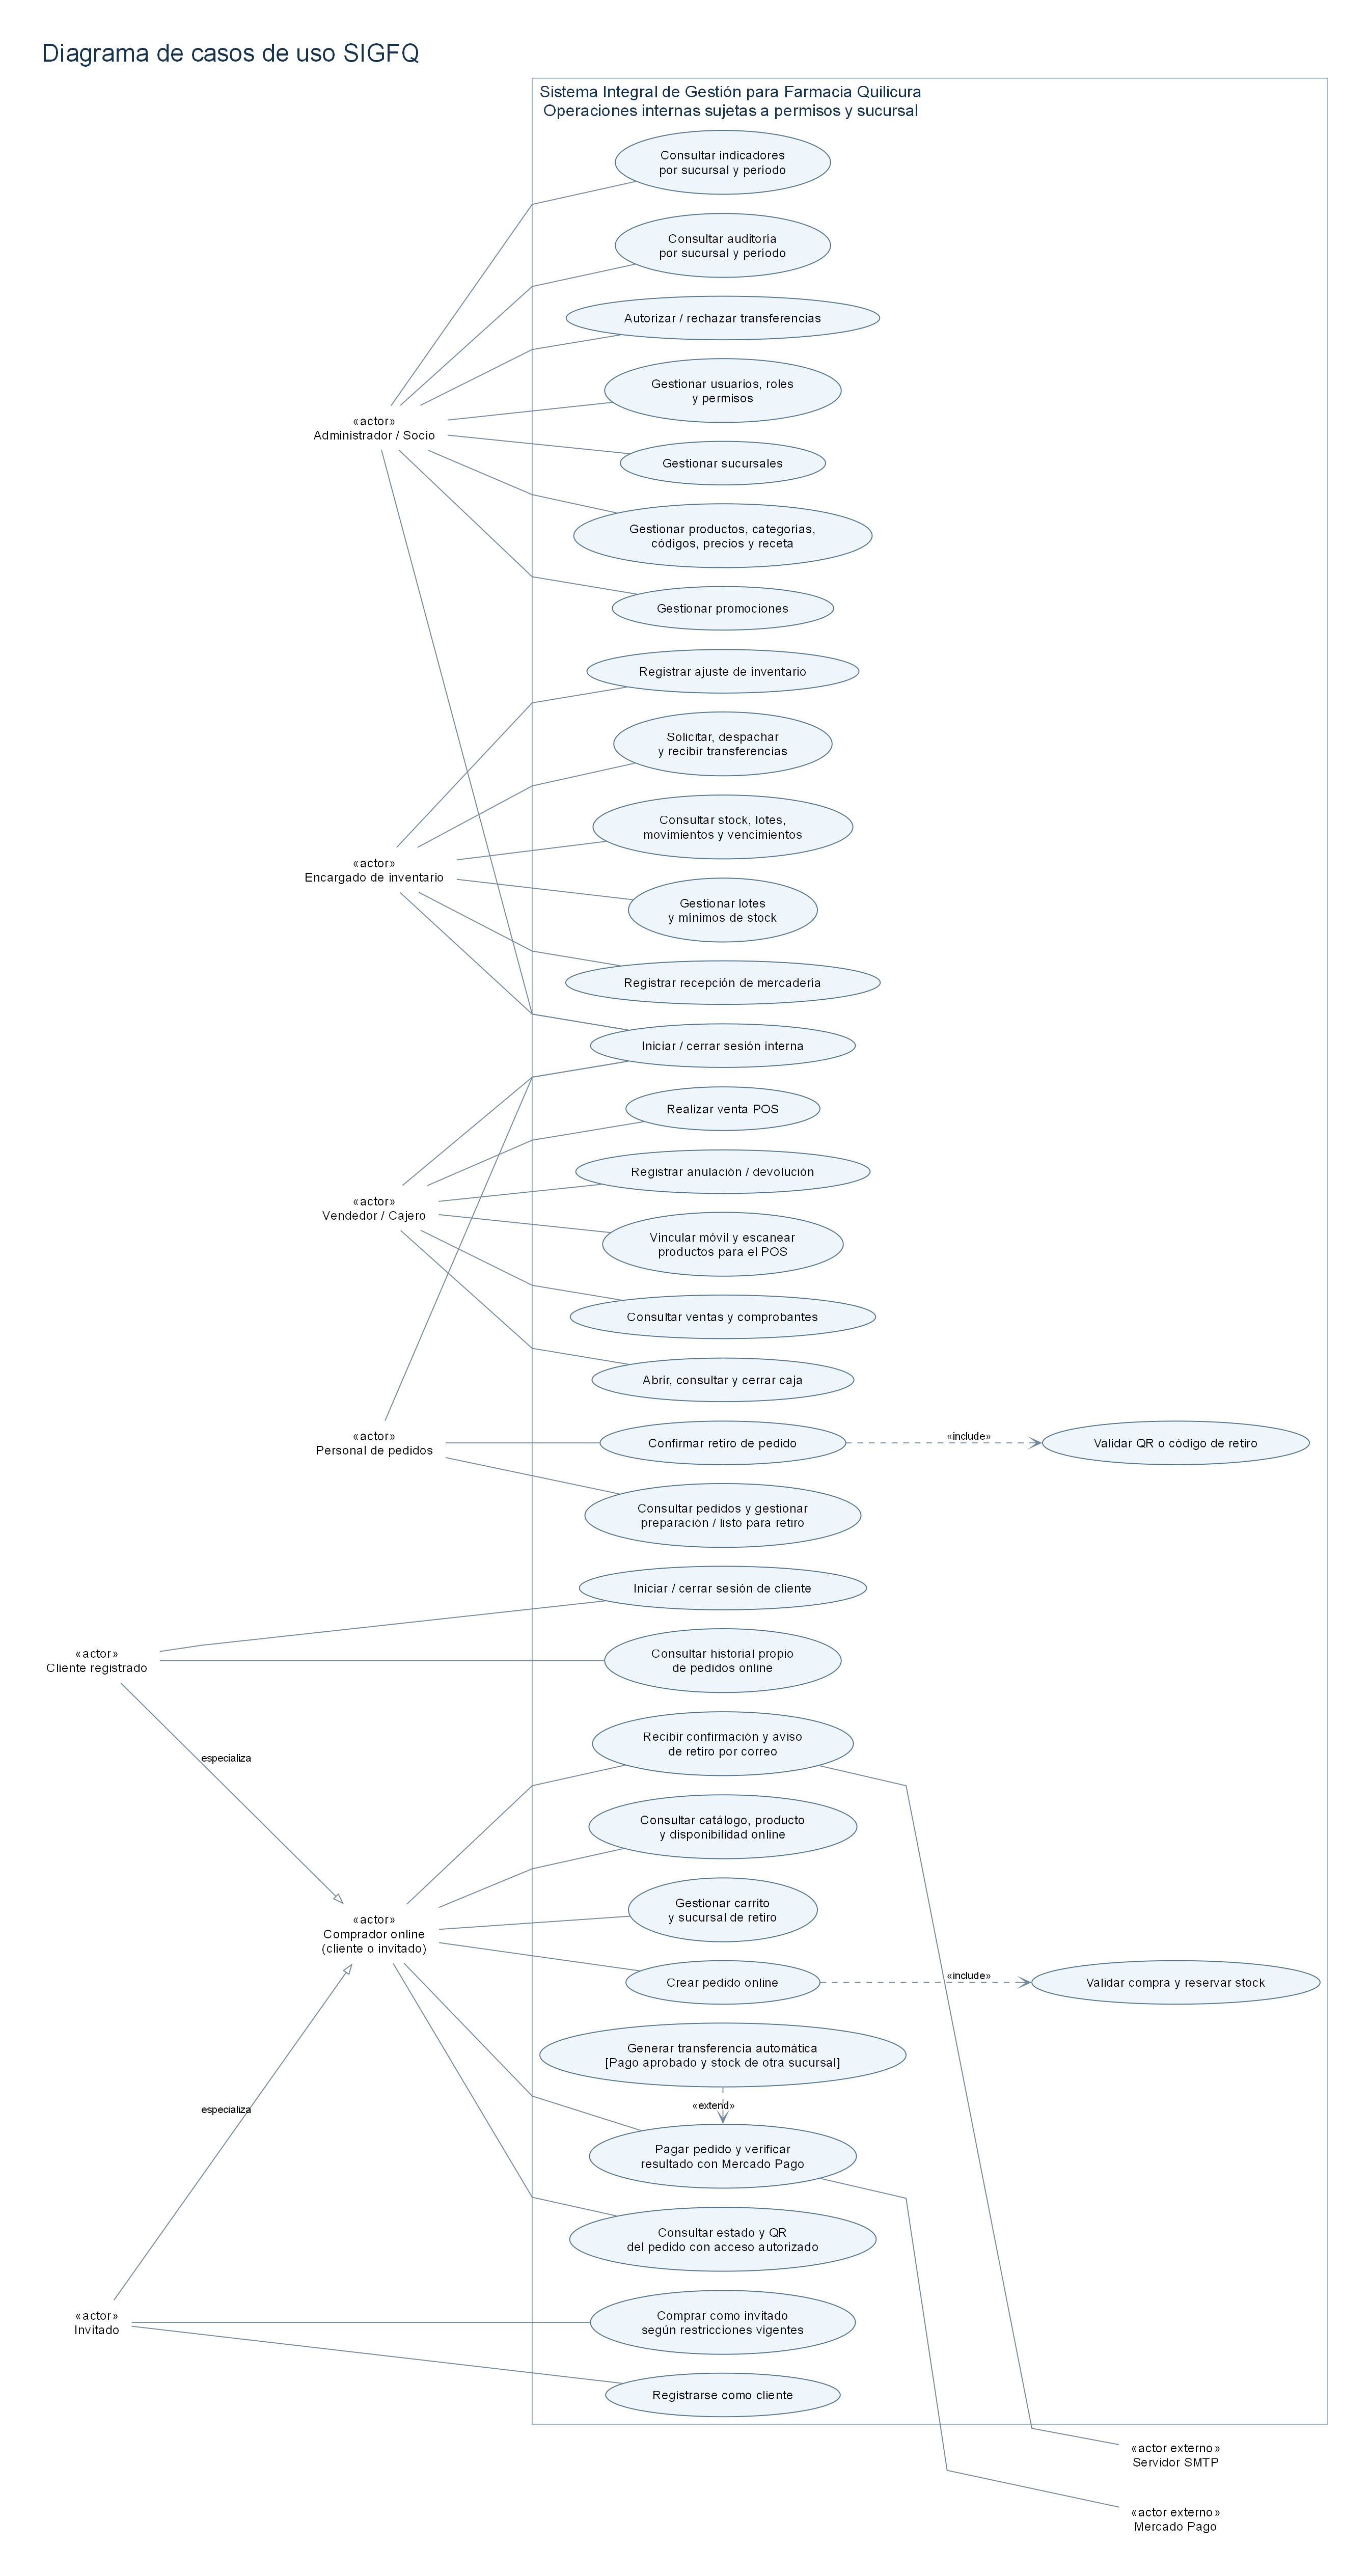 Diagrama de casos de uso SIGFQ
Sistema Integral de Gestión para Farmacia Quilicura
Operaciones internas sujetas a permisos y sucursal
Consultar indicadores
por sucursal y periodo
Consultar auditoría
por sucursal y periodo
Autorizar / rechazar transferencias
Gestionar usuarios, roles
y permisos
«actor»
Administrador / Socio
Gestionar sucursales
Gestionar productos, categorías,
códigos, precios y receta
Gestionar promociones
Registrar ajuste de inventario
Solicitar, despachar
y recibir transferencias
Consultar stock, lotes,
movimientos y vencimientos
«actor»
Encargado de inventario
Gestionar lotes
y mínimos de stock
Registrar recepción de mercadería
Iniciar / cerrar sesión interna
Realizar venta POS
Registrar anulación / devolución
«actor»
Vendedor / Cajero
Vincular móvil y escanear
productos para el POS
Consultar ventas y comprobantes
Abrir, consultar y cerrar caja
«actor»
Personal de pedidos
Confirmar retiro de pedido
«include»
Validar QR o código de retiro
Consultar pedidos y gestionar
preparación / listo para retiro
Iniciar / cerrar sesión de cliente
«actor»
Cliente registrado
Consultar historial propio
de pedidos online
Recibir confirmación y aviso
de retiro por correo
especializa
Consultar catálogo, producto
y disponibilidad online
Gestionar carrito
y sucursal de retiro
«actor»
Comprador online
(cliente o invitado)
Crear pedido online
«include»
Validar compra y reservar stock
Generar transferencia automática
[Pago aprobado y stock de otra sucursal]
«extend»
especializa
Pagar pedido y verificar
resultado con Mercado Pago
Consultar estado y QR
del pedido con acceso autorizado
«actor»
Invitado
Comprar como invitado
según restricciones vigentes
Registrarse como cliente
«actor externo»
Servidor SMTP
«actor externo»
Mercado Pago